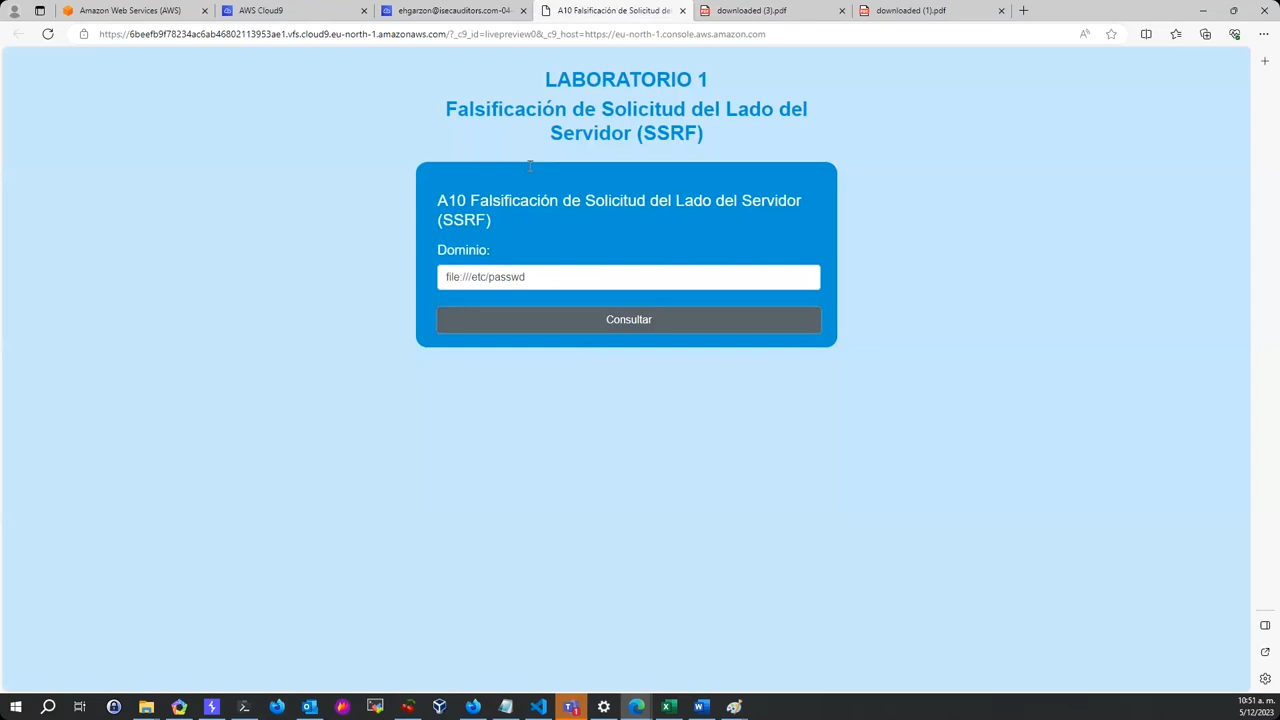 Amazon Web Services (AWS)
AWS Cloud9
ehgarzon@isecauditors.com-04-
A10 Falsificación de Solicitud del
downloaded (3).pdf
downloaded (1).pdf
https://6beefb9f78234ac6ab46802113953ae1.vfs.cloud9.eu-north-1.amazonaws.com/?_c9_id=livepreview0&_c9_host=https://eu-north-1.console.aws.amazon.com
LABORATORIO 1
Falsificación de Solicitud del Lado del
Servidor (SSRF)
A10 Falsificación de Solicitud del Lado del Servidor
(SSRF)
Dominio:
file:///etc/passwd
Consultar
10:51 a. m.
5/12/2023